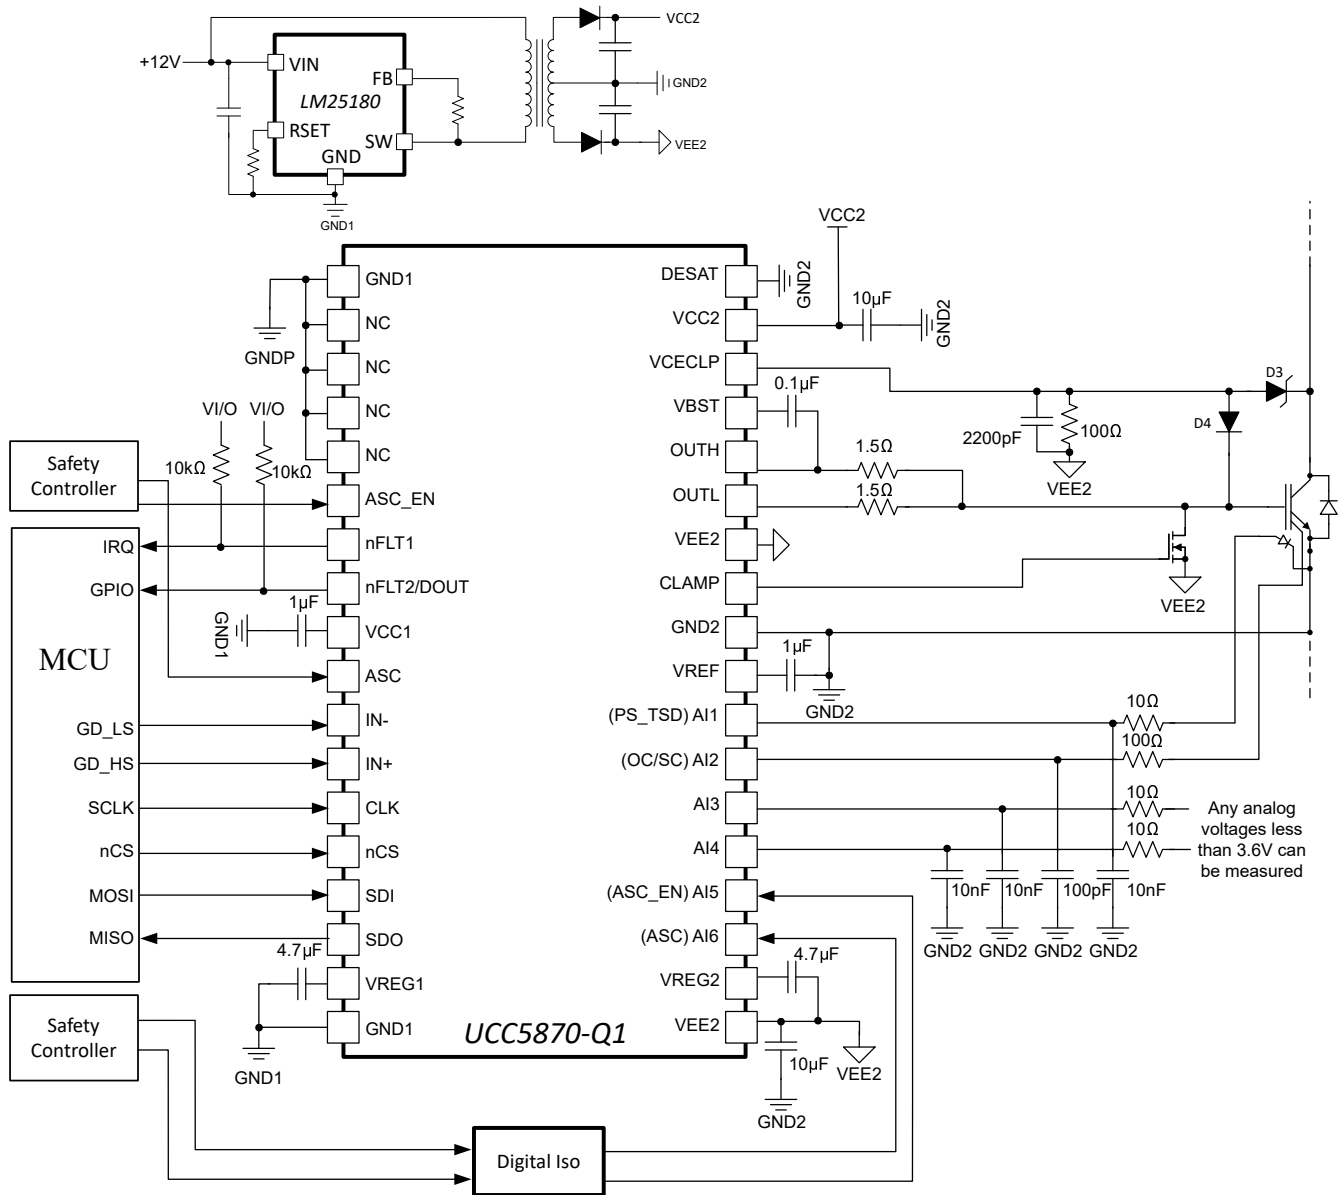 +12V
VIN
FB
LM25180
RSET
SW
GND
GND1
VCC2
GND2
VEE2
VCC2
GND1
DESAT
GND2
NC
VCC2
10µF
GND2
GNDP
NC
VCECLP
D3
0.1µF
VI/O
VI/O
NC
VBST
D4
2200pF
100Ω
Safety
Controller
10kΩ
10kΩ
NC
OUTH
1.5Ω
VEE2
ASC_EN
OUTL
1.5Ω
MCU
IRQ
nFLT1
VEE2
GPIO
nFLT2/DOUT
CLAMP
VEE2
GND1
1µF
VCC1
GND2
ASC
VREF
1µF
GND2
GD_LS
IN-
(PS_TSD) AI1
10Ω
GD_HS
IN+
(OC/SC) AI2
100Ω
SCLK
CLK
AI3
10Ω
Any analog
voltages less
than 3.6V can
be measured
nCS
nCS
AI4
10Ω
10nF
10nF
100pF
10nF
MOSI
SDI
(ASC_EN) AI5
GND2
GND2
GND2
GND2
MISO
SDO
(ASC) AI6
4.7µF
VREG1
VREG2
4.7µF
Safety
Controller
GND1
GND1
UCC5870-Q1
VEE2
10µF
VEE2
GND2
Digital Iso